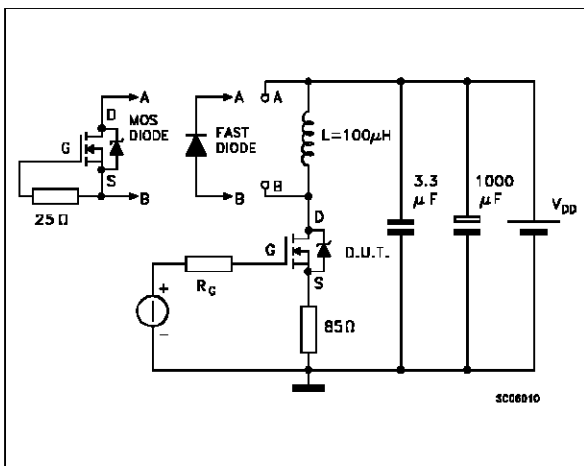 A
D
MOS
DIODE
G
S
B
25 Ω
A
FAST
DIODE
B
A
L=100μH
B
D
G
D.U.T.
S
RG
+
-
85Ω
3.3
μF
1000
μF
VDD
SC06010